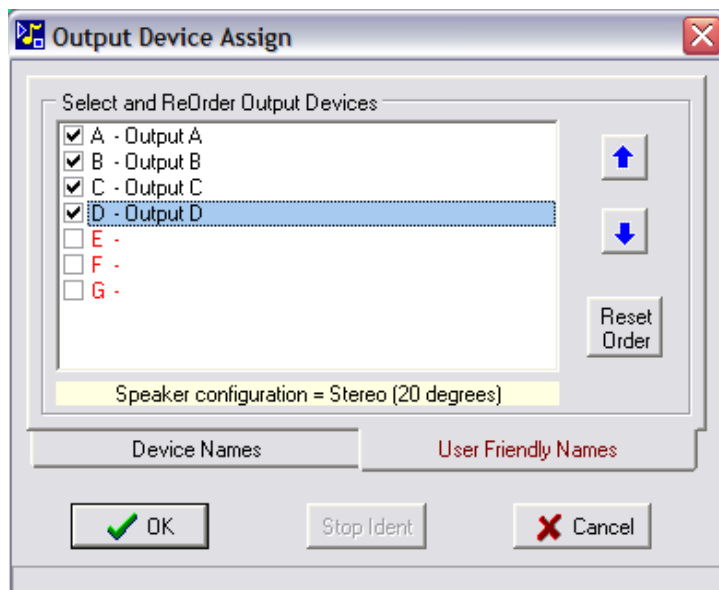 Output Device Assign
Select and ReOrder Output Devices
A - Output A
B - Output B
C - Output C
D - Output D
E -
F -
G -
Reset
Order
Speaker configuration = Stereo (20 degrees)
Device Names
User Friendly Names
OK
Stop Ident
Cancel